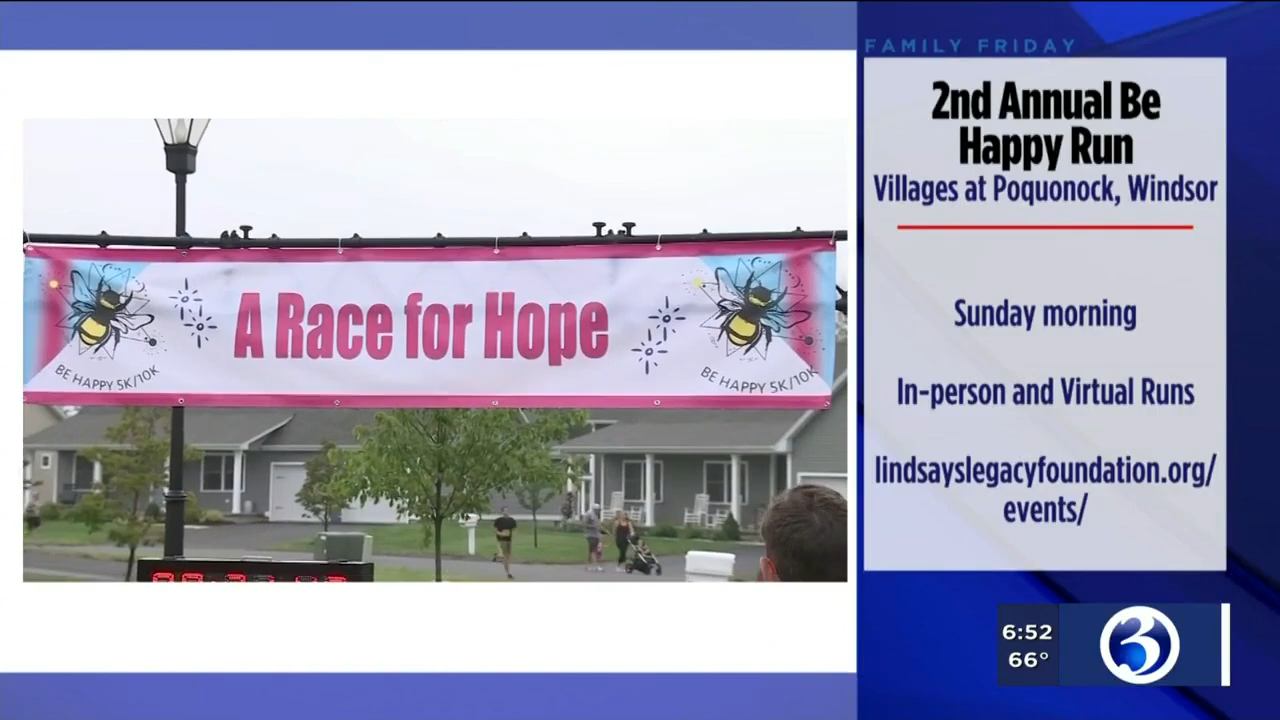 FAMILY FRIDAY
2nd Annual Be
Happy Run
Villages at Poquonock, Windsor
Sunday morning
In-person and Virtual Runs
lindsayslegacyfoundation.org/
events/
A Race for Hope
BE HAPPY 5K/10K
BE HAPPY 5K/10K
6:52
66°
3